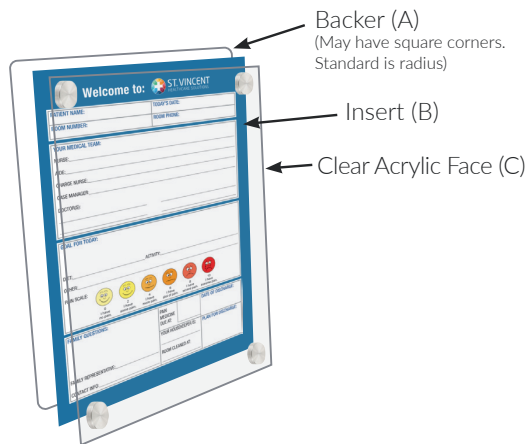 Backer (A)
(May have square corners.
Standard is radius)
Insert (B)
Clear Acrylic Face (C)
Welcome to: ST. VINCENT
HEALTHCARE SOLUTIONS
PATIENT NAME:
TODAY'S DATE:
ROOM NUMBER:
ROOM PHONE:
YOUR MEDICAL TEAM:
NURSE:
PCA:
CHARGE NURSE:
CASE MANAGER:
DOCTOR(S):
GOAL FOR TODAY:
DIET:
ACTIVITY:
OTHER:
PAIN SCALE:
FAMILY QUESTIONS:
PAIN
MEDICINE
DUE AT:
DATE OF DISCHARGE:
YOUR HOUSEKEEPER IS:
PLAN FOR DISCHARGE:
ROOM CLEANED AT:
FAMILY REPRESENTATIVE:
CONTACT INFO: